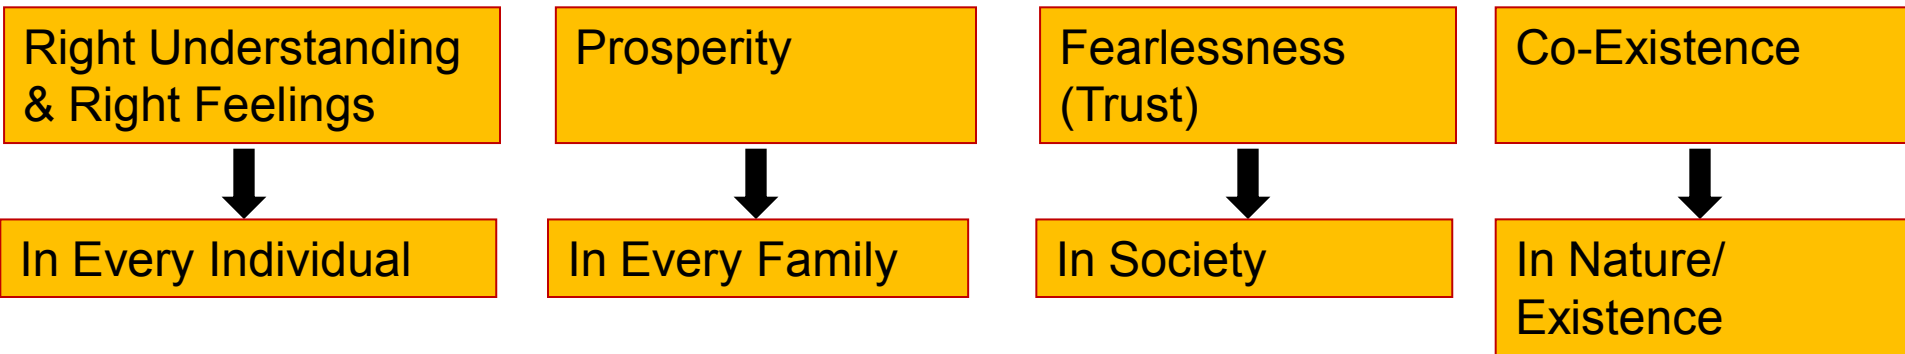 Right Understanding
& Right Feelings
Prosperity
Fearlessness
(Trust)
Co-Existence
In Every Individual
In Every Family
In Society
In Nature/
Existence